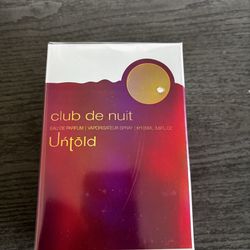 club de nuit
EAU DE PARFUM | VAPORISATEUR SPRAY |
Untold